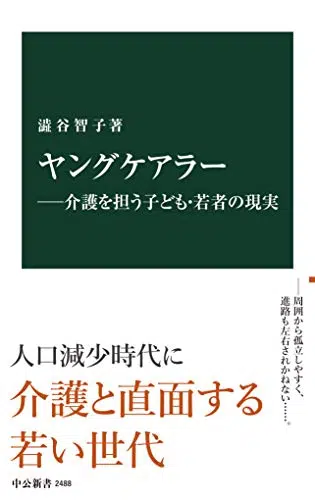 澁谷智子著
ヤングケアラー
──介護を担う子ども・若者の現実
──周囲から孤立しやすく、
進路も左右されかねない……。
人口減少時代に
介護と直面する
若い世代
中公新書 2488